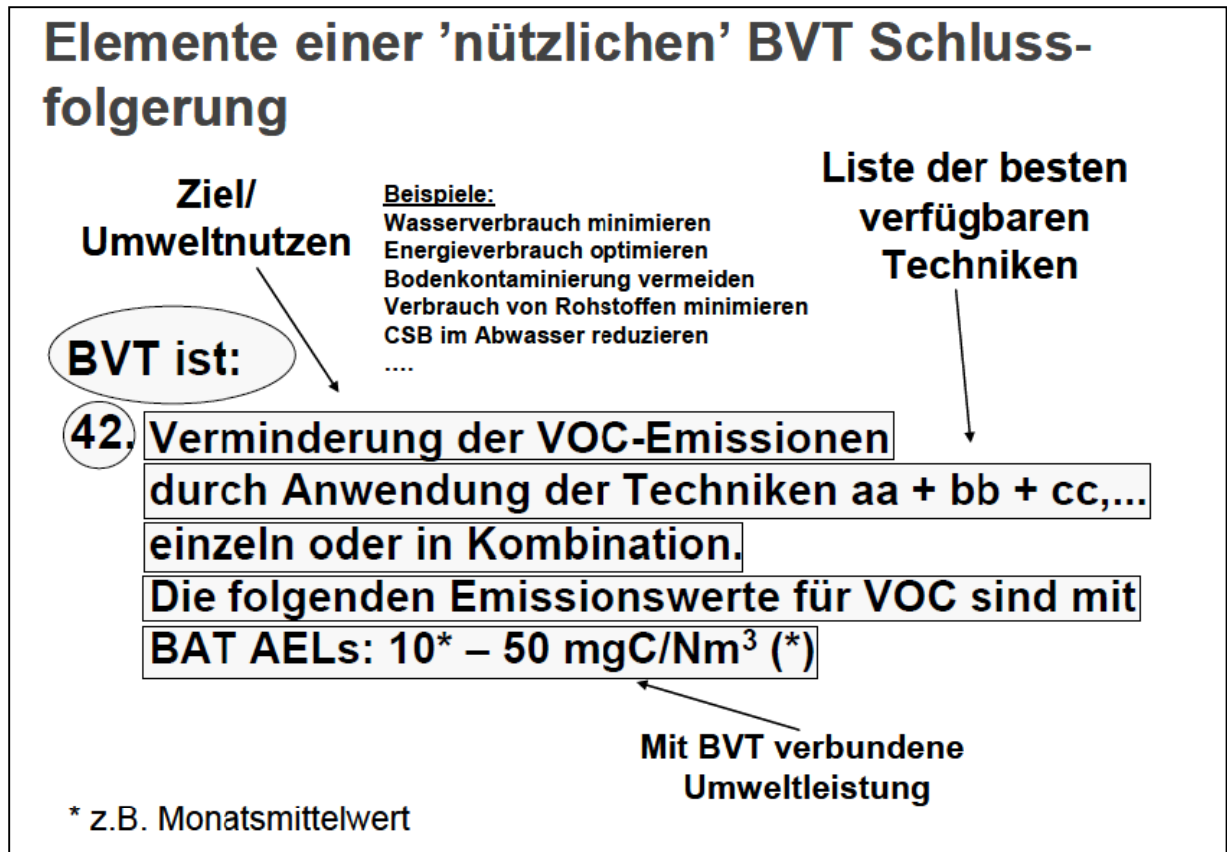 Elemente einer ’nützlichen’ BVT Schluss-
folgerung
Ziel/
Umweltnutzen
Beispiele:
Wasserverbrauch minimieren
Energieverbrauch optimieren
Bodenkontaminierung vermeiden
Verbrauch von Rohstoffen minimieren
CSB im Abwasser reduzieren
....
Liste der besten
verfügbaren
Techniken
BVT ist:
42. Verminderung der VOC-Emissionen
durch Anwendung der Techniken aa + bb + cc,...
einzeln oder in Kombination.
Die folgenden Emissionswerte für VOC sind mit
BAT AELs: 10* – 50 mgC/Nm³ (*)
Mit BVT verbundene
Umweltleistung
* z.B. Monatsmittelwert